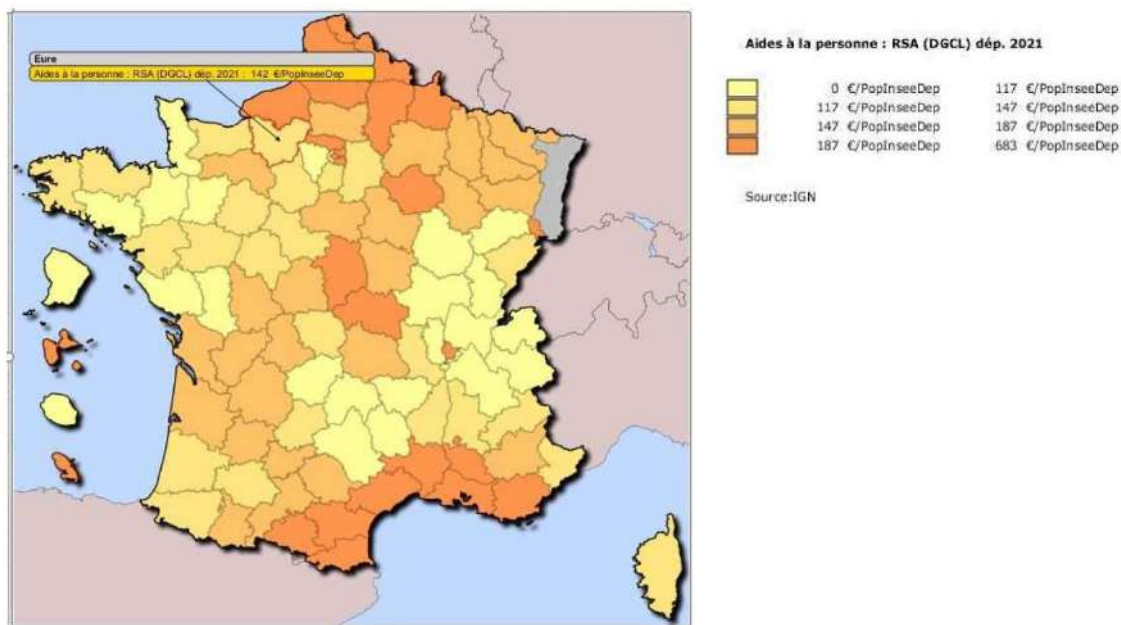 Eure
Aides à la personne : RSA (DGCL) dép. 2021 : 142 €/PopInseeDep
Aides à la personne : RSA (DGCL) dép. 2021
0 €/PopInseeDep 117 €/PopInseeDep
117 €/PopInseeDep 147 €/PopInseeDep
147 €/PopInseeDep 187 €/PopInseeDep
187 €/PopInseeDep 683 €/PopInseeDep
Source:IGN